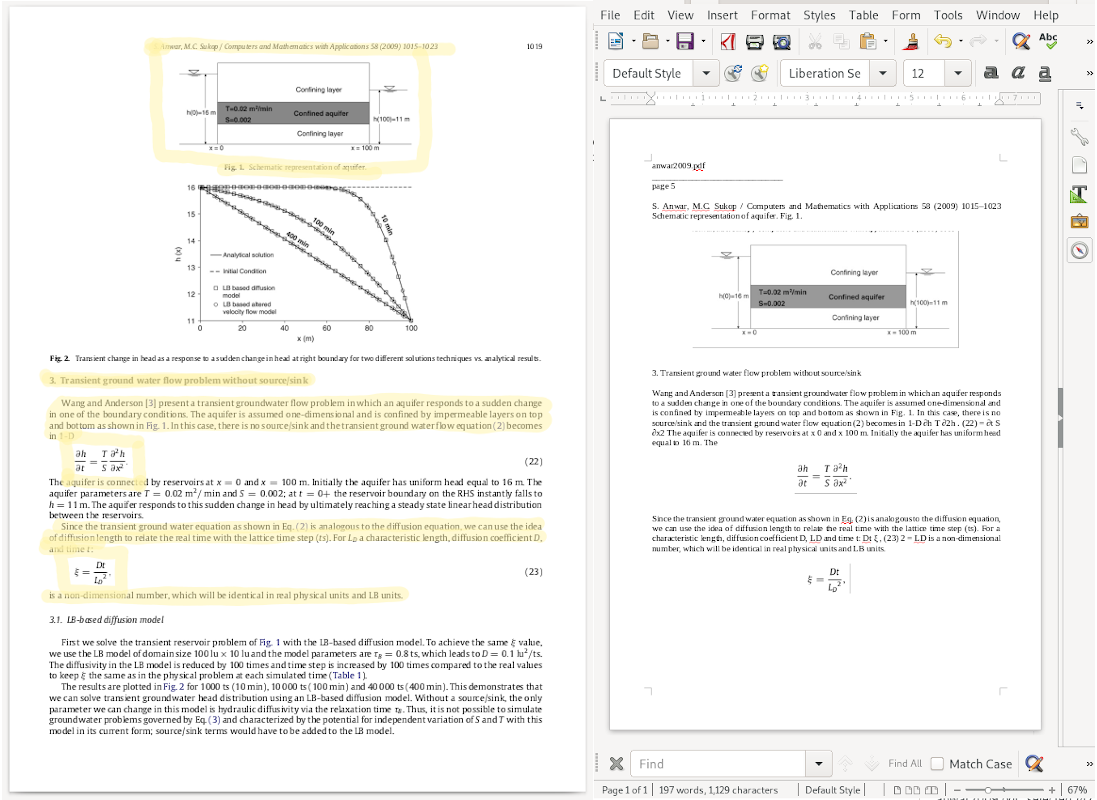 S. Anwar, M.C. Sukop / Computers and Mathematics with Applications 58 (2009) 1015–1023
1019
Confining layer
T=0.02 m²/min
S=0.002
Confined aquifer
Confining layer
h(0)=16 m
h(100)=11 m
x = 0
x = 100 m
Fig. 1. Schematic representation of aquifer.
16
15
14
13
12
11
h (x)
10 min
100 min
400 min
Analytical solution
Initial Condition
LB based diffusion
model
LB based altered
velocity flow model
0 20 40 60 80 100
x (m)
Fig. 2. Transient change in head as a response to a sudden change in head at right boundary for two different solutions techniques vs. analytical results.
3. Transient ground water flow problem without source/sink
Wang and Anderson [3] present a transient groundwater flow problem in which an aquifer responds to a sudden change
in one of the boundary conditions. The aquifer is assumed one-dimensional and is confined by impermeable layers on top
and bottom as shown in Fig. 1. In this case, there is no source/sink and the transient ground water flow equation (2) becomes
in 1-D
∂h/∂t = T/S ∂²h/∂x². (22)
The aquifer is connected by reservoirs at x = 0 and x = 100 m. Initially the aquifer has uniform head equal to 16 m. The
aquifer parameters are T = 0.02 m²/ min and S = 0.002; at t = 0+ the reservoir boundary on the RHS instantly falls to
h = 11 m. The aquifer responds to this sudden change in head by ultimately reaching a steady state linear head distribution
between the reservoirs.
Since the transient ground water equation as shown in Eq. (2) is analogous to the diffusion equation, we can use the idea
of diffusion length to relate the real time with the lattice time step (ts). For L_D a characteristic length, diffusion coefficient D,
and time t:
ξ = Dt/L_D², (23)
is a non-dimensional number, which will be identical in real physical units and LB units.
3.1. LB-based diffusion model
First we solve the transient reservoir problem of Fig. 1 with the LB-based diffusion model. To achieve the same ξ value,
we use the LB model of domain size 100 lu × 10 lu and the model parameters are τ_B = 0.8 ts, which leads to D = 0.1 lu²/ts.
The diffusivity in the LB model is reduced by 100 times and time step is increased by 100 times compared to the real values
to keep ξ the same as in the physical problem at each simulated time (Table 1).
The results are plotted in Fig. 2 for 1000 ts (10 min), 10 000 ts (100 min) and 40 000 ts (400 min). This demonstrates that
we can solve transient groundwater head distribution using an LB-based diffusion model. Without a source/sink, the only
parameter we can change in this model is hydraulic diffusivity via the relaxation time τ_B. Thus, it is not possible to simulate
groundwater problems governed by Eq. (3) and characterized by the potential for independent variation of S and T with this
model in its current form; source/sink terms would have to be added to the LB model.
File Edit View Insert Format Styles Table Form Tools Window Help
Abc
Default Style
Liberation Se
12
a a a
1 2 3 4 5 6 7
anwar2009.pdf
page 5
S. Anwar, M.C. Sukop / Computers and Mathematics with Applications 58 (2009) 1015–1023
Schematic representation of aquifer. Fig. 1.
Confining layer
T=0.02 m²/min
S=0.002
Confined aquifer
Confining layer
h(0)=16 m
h(100)=11 m
x = 0
x = 100 m
3. Transient ground water flow problem without source/sink
Wang and Anderson [3] present a transient groundwater flow problem in which an aquifer responds
to a sudden change in one of the boundary conditions. The aquifer is assumed one-dimensional and
is confined by impermeable layers on top and bottom as shown in Fig. 1. In this case, there is no
source/sink and the transient ground water flow equation (2) becomes in 1-D ∂h T ∂2h . (22) = ∂t S
∂x2 The aquifer is connected by reservoirs at x 0 and x 100 m. Initially the aquifer has uniform head
equal to 16 m. The
∂h/∂t = T/S ∂²h/∂x².
Since the transient ground water equation as shown in Eq. (2) is analogous to the diffusion equation,
we can use the idea of diffusion length to relate the real time with the lattice time step (ts). For a
characteristic length, diffusion coefficient D, LD and time t: Dt ξ , (23) 2 = LD is a non-dimensional
number, which will be identical in real physical units and LB units.
ξ = Dt/L_D²,
Find
Find All
Match Case
Page 1 of 1
197 words, 1,129 characters
Default Style
67%